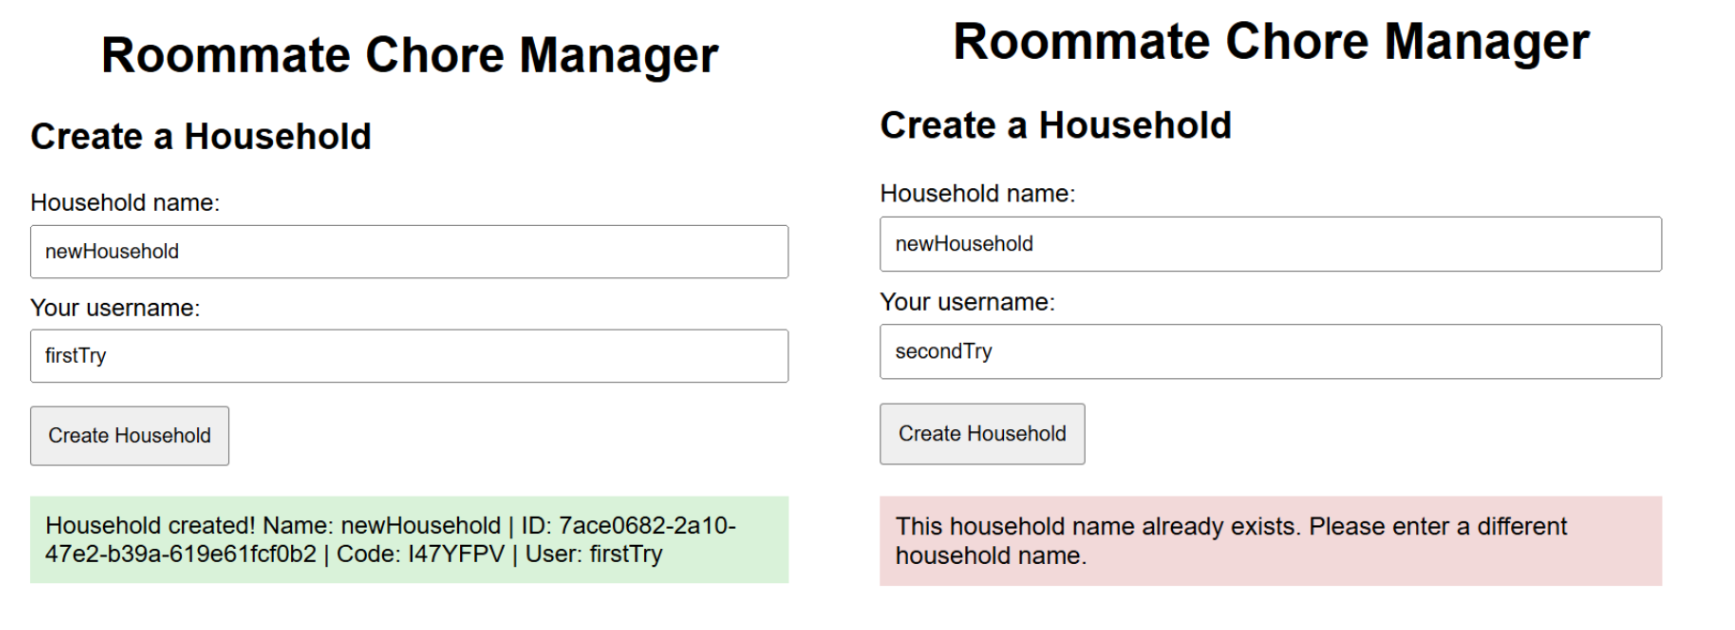 Roommate Chore Manager
Create a Household
Household name:
newHousehold
Your username:
firstTry
Create Household
Household created! Name: newHousehold | ID: 7ace0682-2a10-
47e2-b39a-619e61fcf0b2 | Code: I47YFPV | User: firstTry
Roommate Chore Manager
Create a Household
Household name:
newHousehold
Your username:
secondTry
Create Household
This household name already exists. Please enter a different
household name.